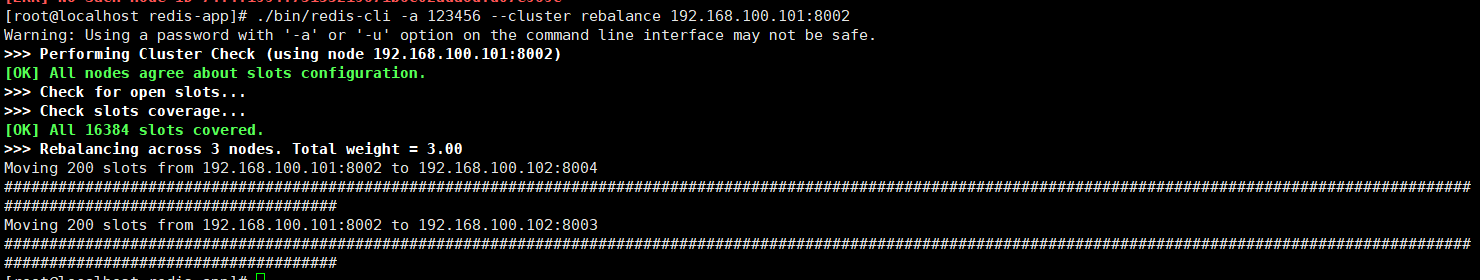 [root@localhost redis-app]# ./bin/redis-cli -a 123456 --cluster rebalance 192.168.100.101:8002
Warning: Using a password with '-a' or '-u' option on the command line interface may not be safe.
>>> Performing Cluster Check (using node 192.168.100.101:8002)
[OK] All nodes agree about slots configuration.
>>> Check for open slots...
>>> Check slots coverage...
[OK] All 16384 slots covered.
>>> Rebalancing across 3 nodes. Total weight = 3.00
Moving 200 slots from 192.168.100.101:8002 to 192.168.100.102:8004
###################################################################################################################################################################
#####################################
Moving 200 slots from 192.168.100.101:8002 to 192.168.100.102:8003
###################################################################################################################################################################
#####################################
[root@localhost redis-app]#